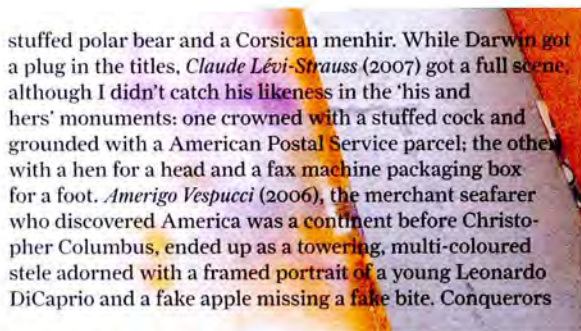 stuffed polar bear and a Corsican menhir. While Darwin got
a plug in the titles, Claude Lévi-Strauss (2007) got a full scene,
although I didn't catch his likeness in the 'his and
hers' monuments: one crowned with a stuffed cock and
grounded with a American Postal Service parcel; the other
with a hen for a head and a fax machine packaging box
for a foot. Amerigo Vespucci (2006), the merchant seafarer
who discovered America was a continent before Christo-
pher Columbus, ended up as a towering, multi-coloured
stele adorned with a framed portrait of a young Leonardo
DiCaprio and a fake apple missing a fake bite. Conquerors